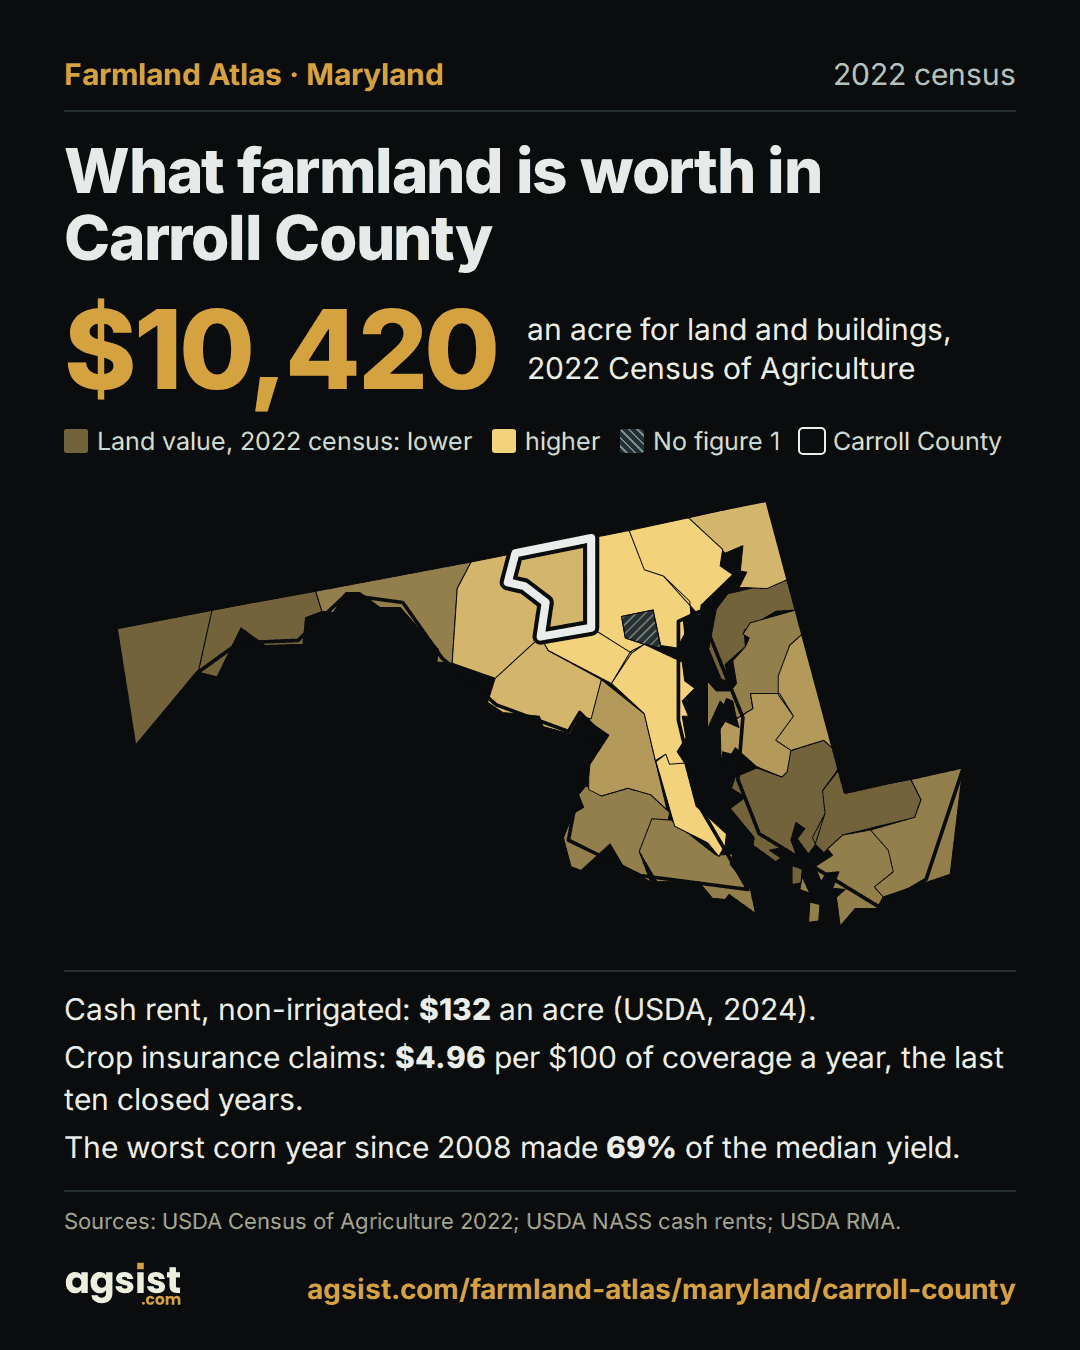 Farmland Atlas · Maryland
2022 census
What farmland is worth in
Carroll County
$10,420
an acre for land and buildings,
2022 Census of Agriculture
Land value, 2022 census: lower
higher
No figure 1
Carroll County
Cash rent, non-irrigated: $132 an acre (USDA, 2024).
Crop insurance claims: $4.96 per $100 of coverage a year, the last
ten closed years.
The worst corn year since 2008 made 69% of the median yield.
Sources: USDA Census of Agriculture 2022; USDA NASS cash rents; USDA RMA.
agsist
.com
agsist.com/farmland-atlas/maryland/carroll-county